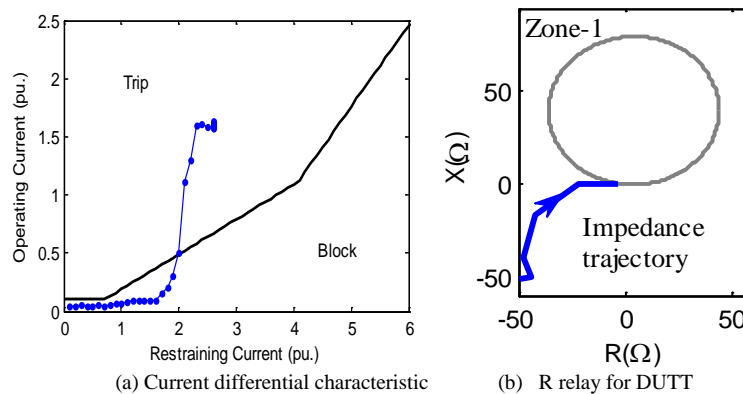 2.5
2
1.5
1
0.5
0
0
1
2
3
4
5
6
Operating Current (pu.)
Restraining Current (pu.)
Trip
Block
(a) Current differential characteristic
Zone-1
50
0
-50
-50
0
50
X(Ω)
R(Ω)
Impedance
trajectory
(b) R relay for DUTT